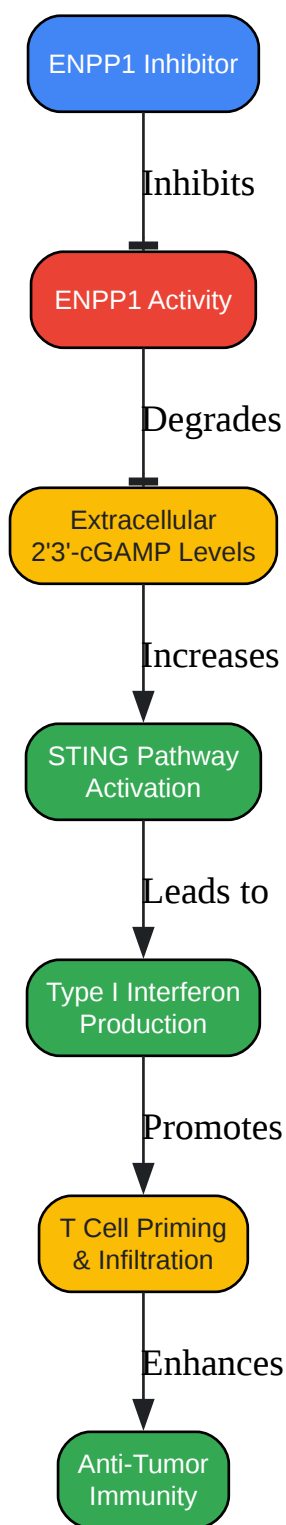 ENPP1 Inhibitor
Inhibits
ENPP1 Activity
Degrades
Extracellular
2'3'-cGAMP Levels
Increases
STING Pathway
Activation
Leads to
Type I Interferon
Production
Promotes
T Cell Priming
& Infiltration
Enhances
Anti-Tumor
Immunity